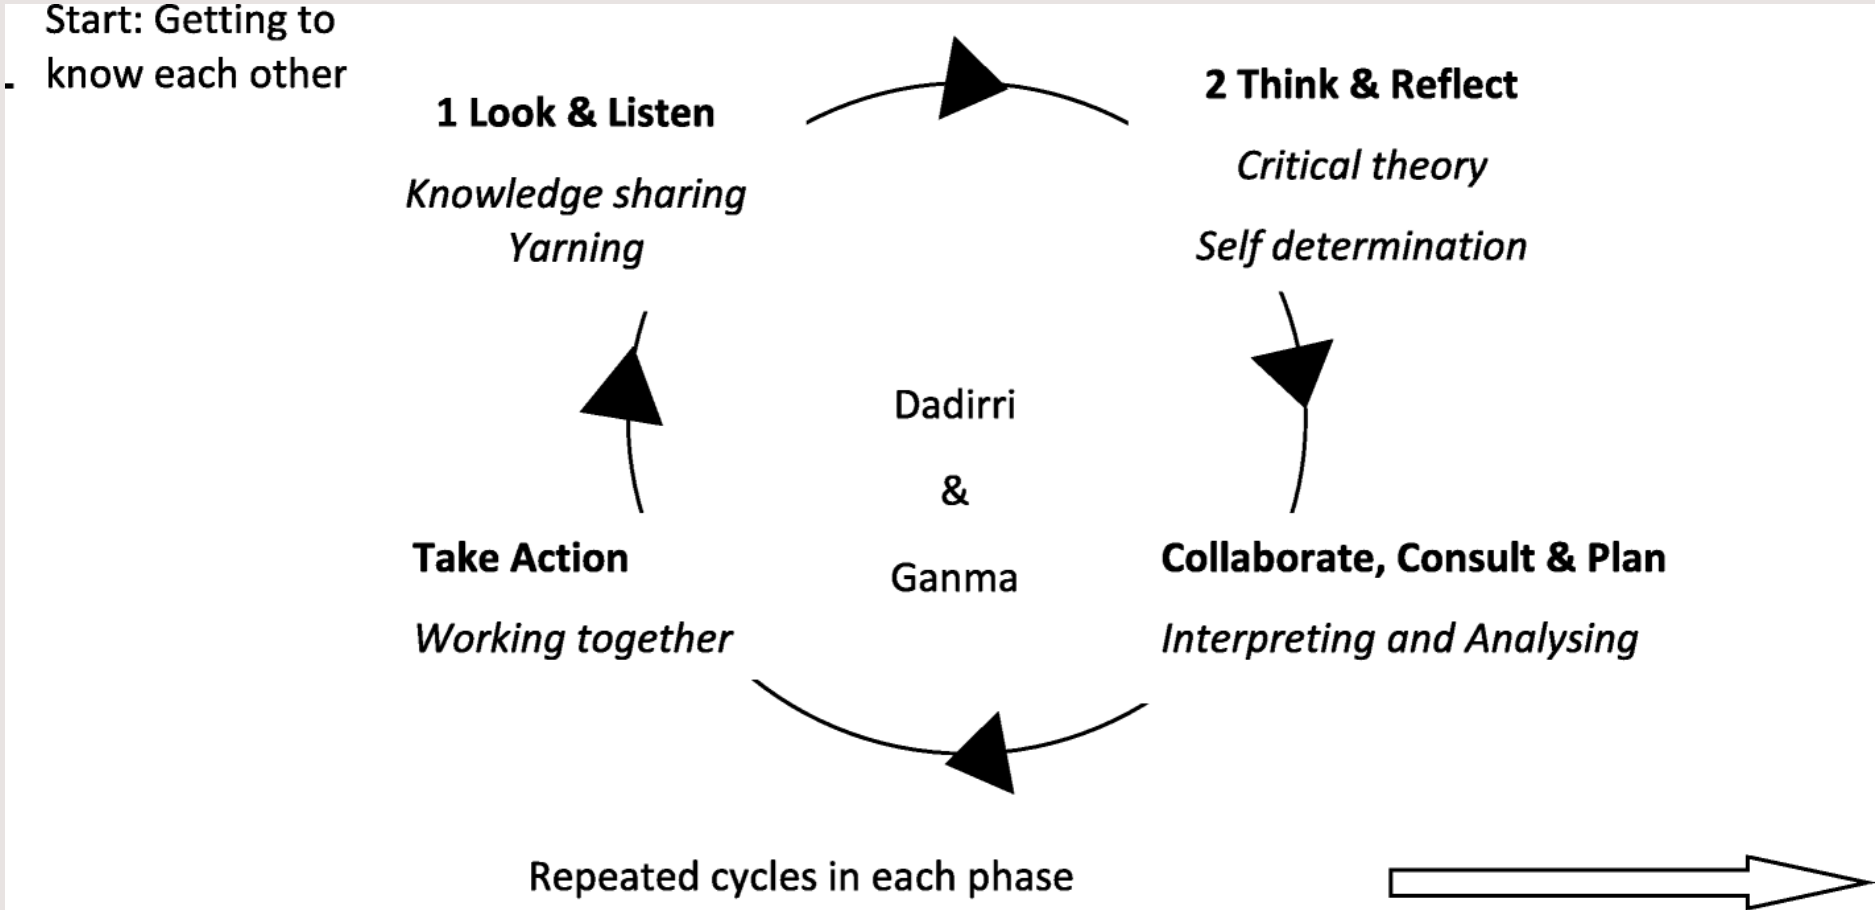 Start: Getting to
know each other
1 Look & Listen
Knowledge sharing
Yarning
2 Think & Reflect
Critical theory
Self determination
Dadirri
&
Ganma
Collaborate, Consult & Plan
Interpreting and Analysing
Take Action
Working together
Repeated cycles in each phase